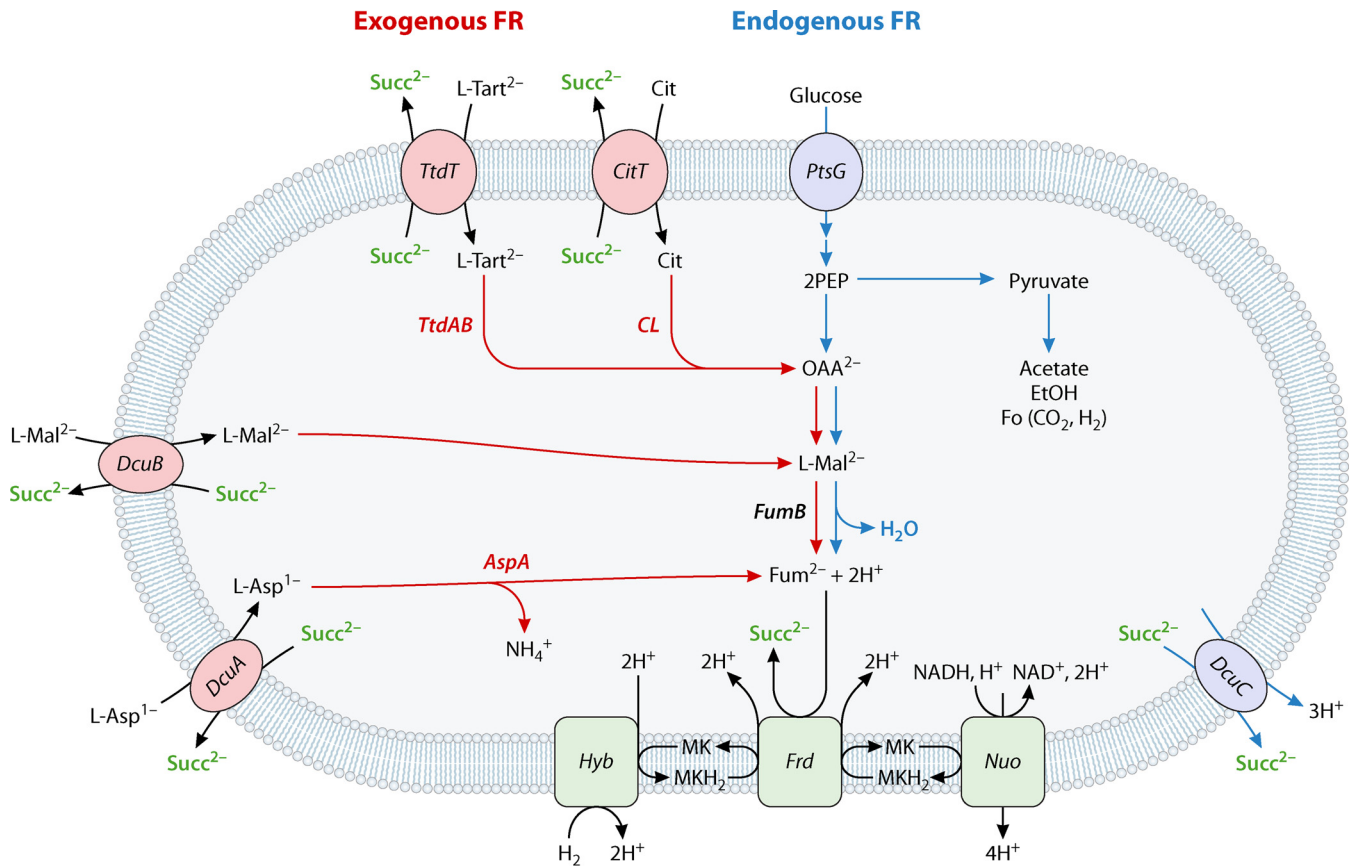 Exogenous FR
Endogenous FR
Succ²⁻
L-Tart²⁻
Succ²⁻
Cit
Glucose
TtdT
CitT
PtsG
Succ²⁻
L-Tart²⁻
Succ²⁻
Cit
2PEP
Pyruvate
TtdAB
CL
OAA²⁻
Acetate
EtOH
Fo (CO₂, H₂)
L-Mal²⁻
L-Mal²⁻
DcuB
L-Mal²⁻
Succ²⁻
Succ²⁻
FumB
H₂O
AspA
L-Asp¹⁻
Fum²⁻ + 2H⁺
NH₄⁺
Succ²⁻
Succ²⁻
Succ²⁻
DcuA
2H⁺
2H⁺
2H⁺
NADH, H⁺
NAD⁺, 2H⁺
DcuC
L-Asp¹⁻
3H⁺
Succ²⁻
Succ²⁻
Hyb
MK
MKH₂
Frd
MK
MKH₂
Nuo
H₂
2H⁺
4H⁺